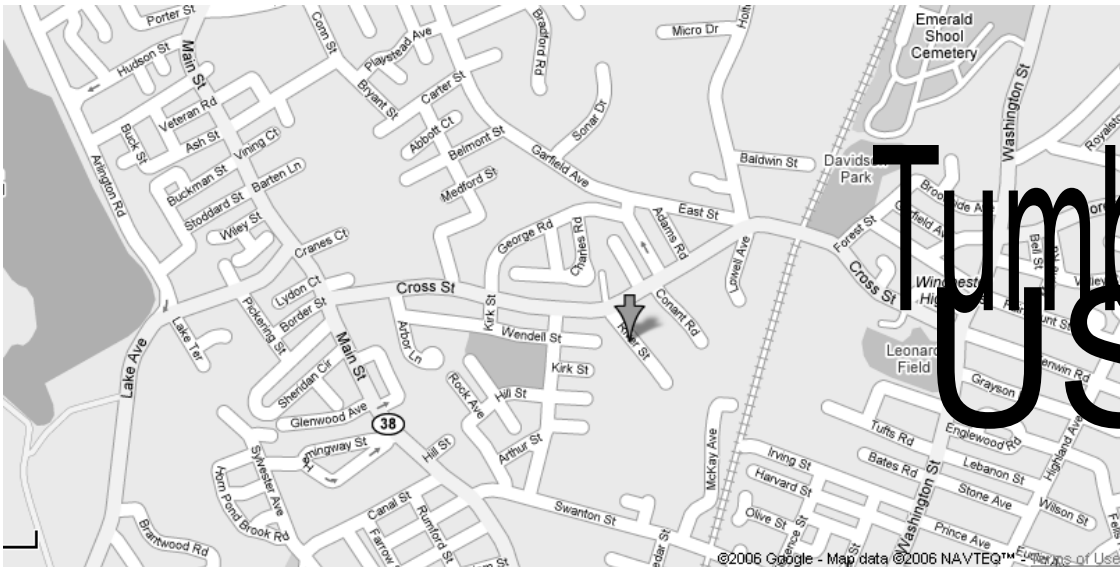 Porter St
Hudson St
Main St
Conn St
Playstead Ave
Bradford Rd
Micro Dr
Emerald
Shool
Cemetery
Washington St
Veteran Rd
Buck St
Ash St
Vining Ct
Bryant St
Carter St
Abbott Ct
Belmont St
Sonar Dr
Garfield Ave
Baldwin St
Davidson
Park
Arlington Rd
Buckman St
Barten Ln
Stoddard St
Wiley St
Medford St
East St
Adams Rd
George Rd
Charles Rd
Cranes Ct
Lowell Ave
Forest St
Cross St
Lydon Ct
Border St
Pickering St
Cross St
Kirk St
Wendell St
Conant Rd
Lake Ter
Lake Ave
Main St
Arbor Ln
Kirk St
Sheridan Cir
Rock Ave
Hill St
Glenwood Ave
38
Hill St
Arthur St
McKay Ave
Sylvester Ave
Horn Pond Brook Rd
Canal St
Rumford St
Swanton St
Brantwood Rd
Bell St
Field
Grayson
Tufts Rd
Englewood Rd
Highland Ave
Bates Rd
Lebanon St
Stone Ave
Wilson St
Irving St
Harvard St
Olive St
Washington St
Prince Ave
©2006 Google - Map data ©2006 NAVTEQ™ - Terms of Use